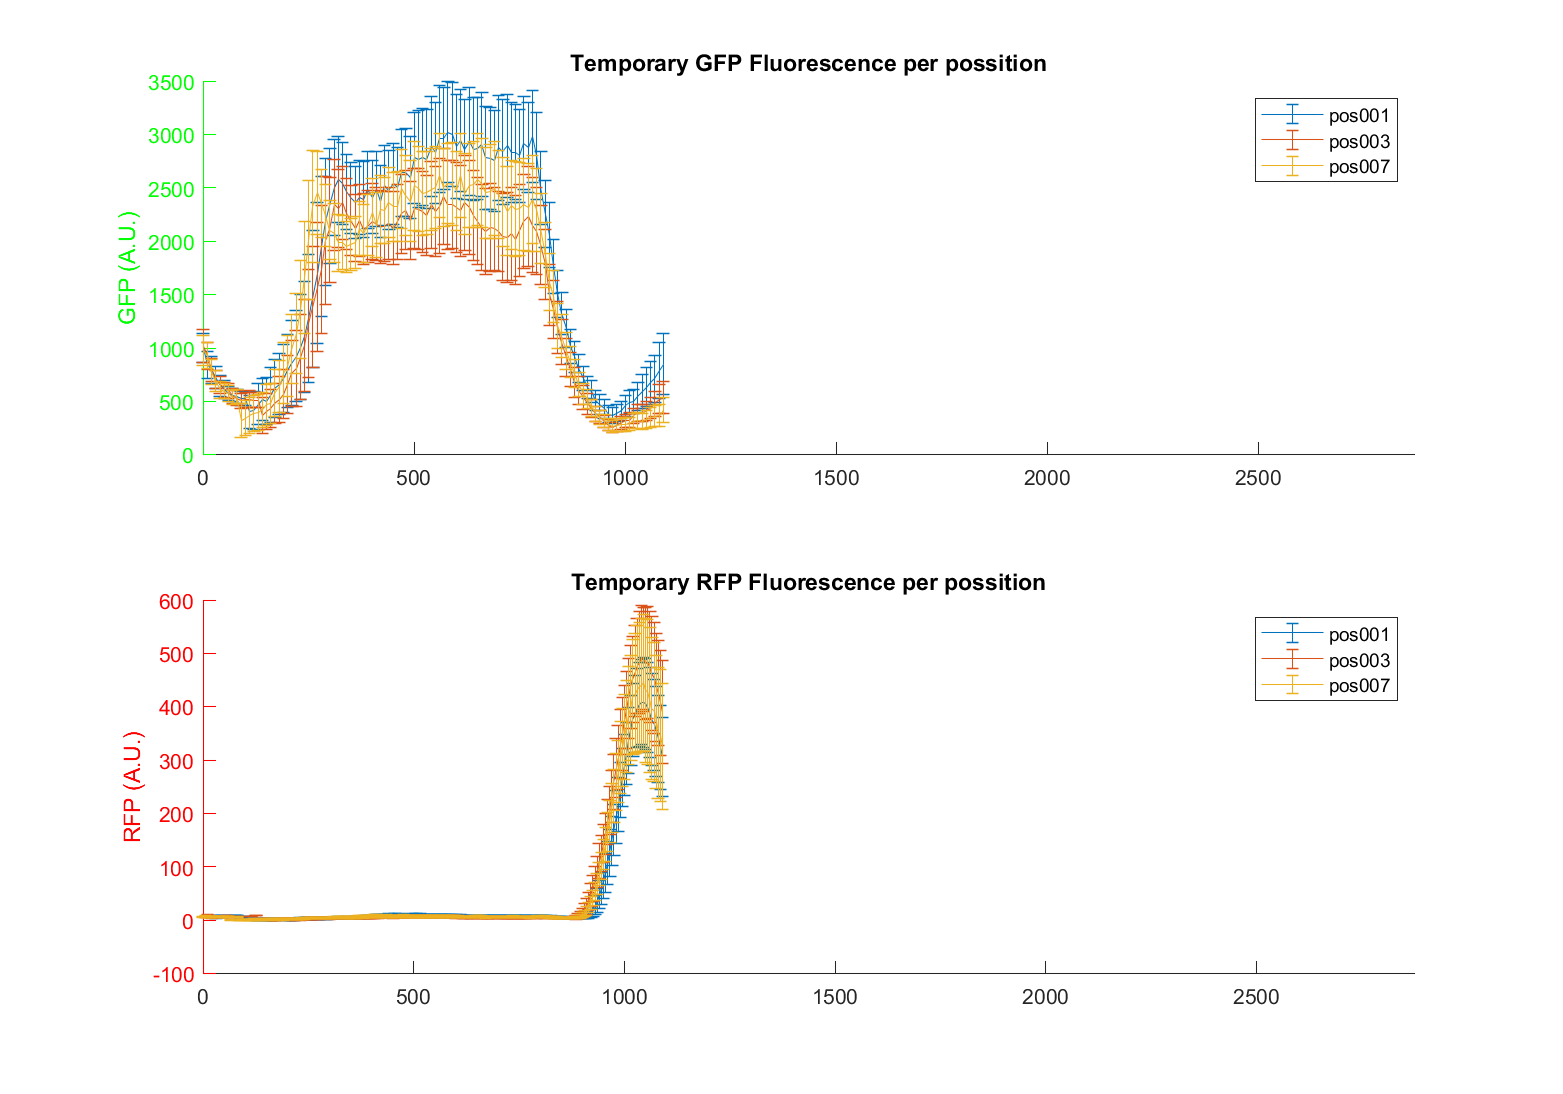 Temporary GFP Fluorescence per possition
3500
3000
2500
2000
1500
1000
500
0
GFP (A.U.)
pos001
pos003
pos007
0 500 1000 1500 2000 2500
Temporary RFP Fluorescence per possition
600
500
400
300
200
100
0
-100
RFP (A.U.)
pos001
pos003
pos007
0 500 1000 1500 2000 2500